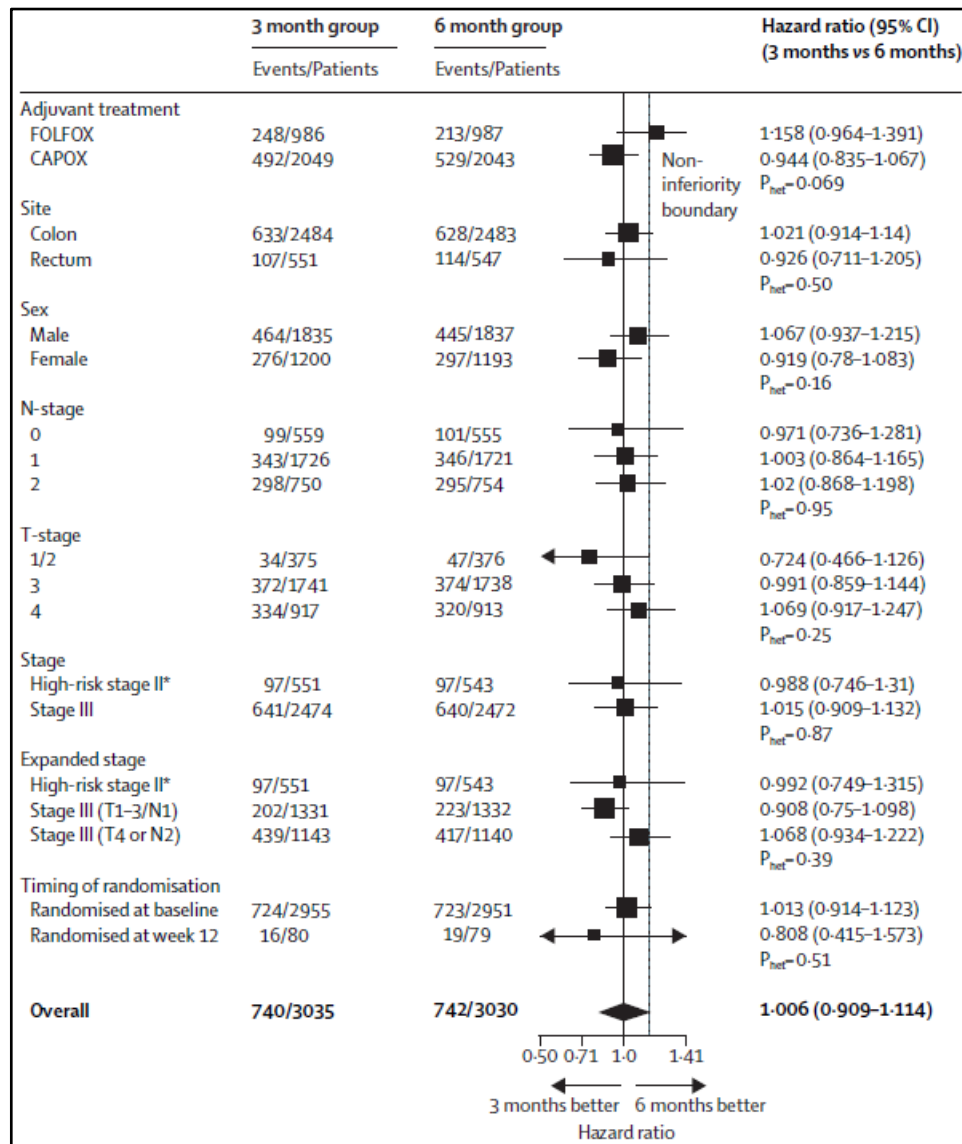 3 month group 6 month group Hazard ratio (95% CI)
(3 months vs 6 months)
Events/Patients Events/Patients
Adjuvant treatment
FOLFOX 248/986 213/987 1·158 (0·964–1·391)
CAPOX 492/2049 529/2043 0·944 (0·835–1·067)
Non-inferiority boundary
Phet=0·069
Site
Colon 633/2484 628/2483 1·021 (0·914–1·14)
Rectum 107/551 114/547 0·926 (0·711–1·205)
Phet=0·50
Sex
Male 464/1835 445/1837 1·067 (0·937–1·215)
Female 276/1200 297/1193 0·919 (0·78–1·083)
Phet=0·16
N-stage
0 99/559 101/555 0·971 (0·736–1·281)
1 343/1726 346/1721 1·003 (0·864–1·165)
2 298/750 295/754 1·02 (0·868–1·198)
Phet=0·95
T-stage
1/2 34/375 47/376 0·724 (0·466–1·126)
3 372/1741 374/1738 0·991 (0·859–1·144)
4 334/917 320/913 1·069 (0·917–1·247)
Phet=0·25
Stage
High-risk stage II* 97/551 97/543 0·988 (0·746–1·31)
Stage III 641/2474 640/2472 1·015 (0·909–1·132)
Phet=0·87
Expanded stage
High-risk stage II* 97/551 97/543 0·992 (0·749–1·315)
Stage III (T1–3/N1) 202/1331 223/1332 0·908 (0·75–1·098)
Stage III (T4 or N2) 439/1143 417/1140 1·068 (0·934–1·222)
Phet=0·39
Timing of randomisation
Randomised at baseline 724/2955 723/2951 1·013 (0·914–1·123)
Randomised at week 12 16/80 19/79 0·808 (0·415–1·573)
Phet=0·51
Overall 740/3035 742/3030 1·006 (0·909–1·114)
0·50 0·71 1·0 1·41
3 months better 6 months better
Hazard ratio